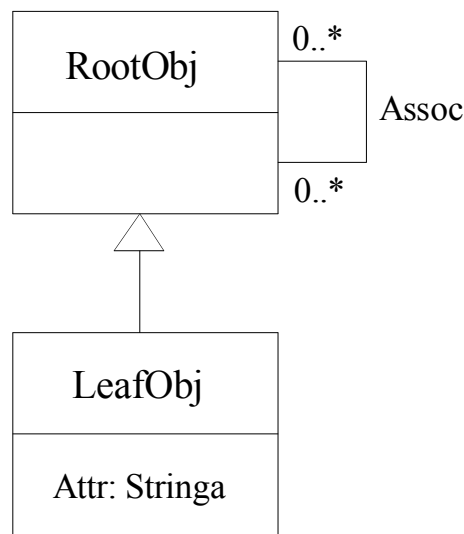 RootObj
0..*
Assoc
0..*
LeafObj
Attr: Stringa